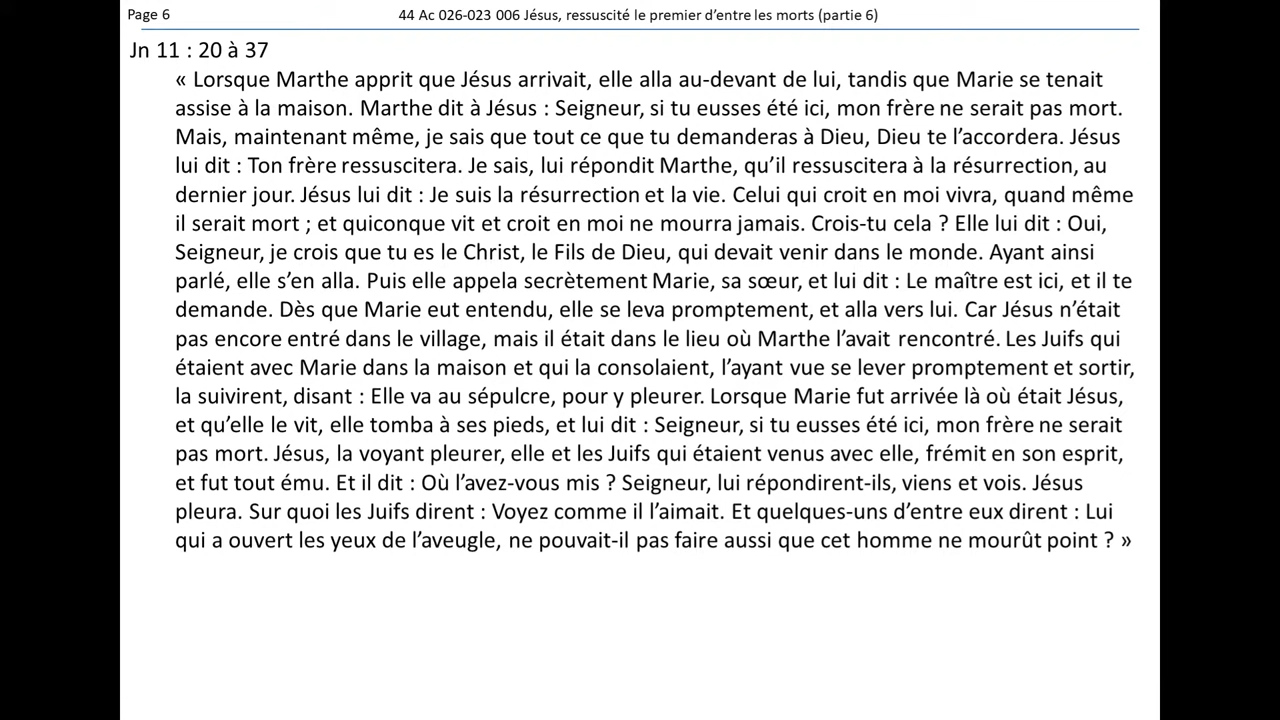 Page 6
44 Ac 026-023 006 Jésus, ressuscité le premier d’entre les morts (partie 6)
Jn 11 : 20 à 37
« Lorsque Marthe apprit que Jésus arrivait, elle alla au-devant de lui, tandis que Marie se tenait
assise à la maison. Marthe dit à Jésus : Seigneur, si tu eusses été ici, mon frère ne serait pas mort.
Mais, maintenant même, je sais que tout ce que tu demanderas à Dieu, Dieu te l’accordera. Jésus
lui dit : Ton frère ressuscitera. Je sais, lui répondit Marthe, qu’il ressuscitera à la résurrection, au
dernier jour. Jésus lui dit : Je suis la résurrection et la vie. Celui qui croit en moi vivra, quand même
il serait mort ; et quiconque vit et croit en moi ne mourra jamais. Crois-tu cela ? Elle lui dit : Oui,
Seigneur, je crois que tu es le Christ, le Fils de Dieu, qui devait venir dans le monde. Ayant ainsi
parlé, elle s’en alla. Puis elle appela secrètement Marie, sa sœur, et lui dit : Le maître est ici, et il te
demande. Dès que Marie eut entendu, elle se leva promptement, et alla vers lui. Car Jésus n’était
pas encore entré dans le village, mais il était dans le lieu où Marthe l’avait rencontré. Les Juifs qui
étaient avec Marie dans la maison et qui la consolaient, l’ayant vue se lever promptement et sortir,
la suivirent, disant : Elle va au sépulcre, pour y pleurer. Lorsque Marie fut arrivée là où était Jésus,
et qu’elle le vit, elle tomba à ses pieds, et lui dit : Seigneur, si tu eusses été ici, mon frère ne serait
pas mort. Jésus, la voyant pleurer, elle et les Juifs qui étaient venus avec elle, frémit en son esprit,
et fut tout ému. Et il dit : Où l’avez-vous mis ? Seigneur, lui répondirent-ils, viens et vois. Jésus
pleura. Sur quoi les Juifs dirent : Voyez comme il l’aimait. Et quelques-uns d’entre eux dirent : Lui
qui a ouvert les yeux de l’aveugle, ne pouvait-il pas faire aussi que cet homme ne mourût point ? »